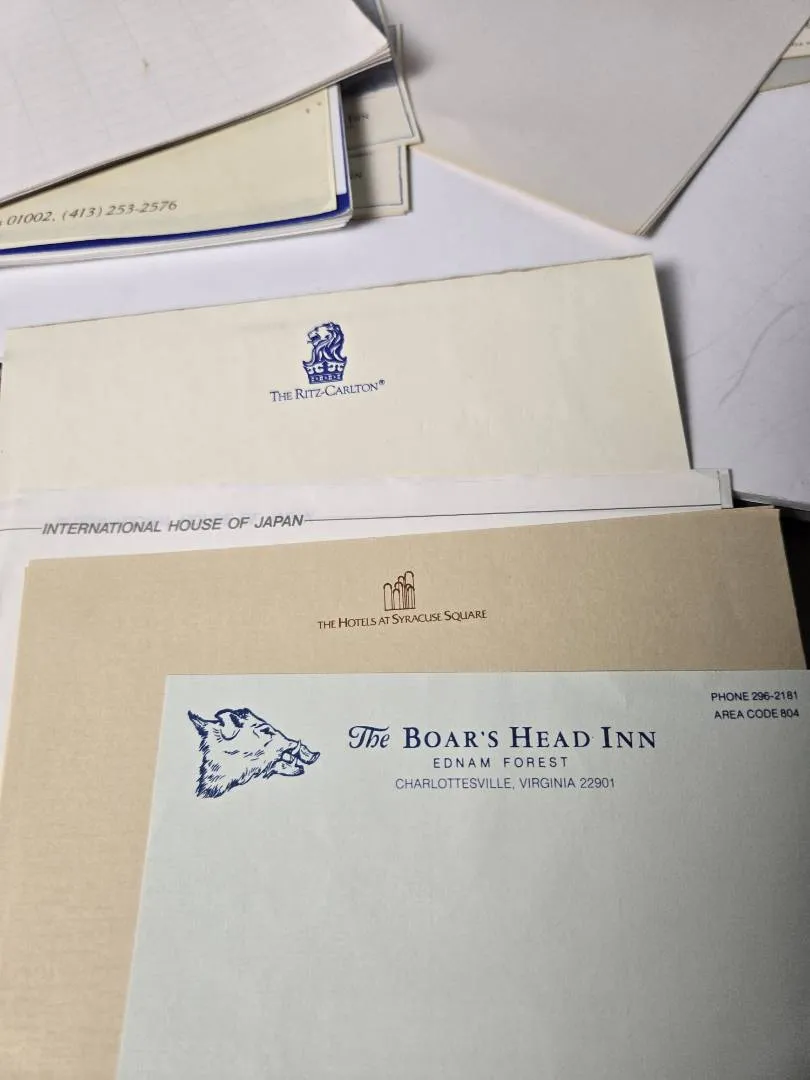 INN
01002, (413) 253-2576
THE RITZ-CARLTON®
INTERNATIONAL HOUSE OF JAPAN
THE HOTELS AT SYRACUSE SQUARE
PHONE 296-2181
AREA CODE 804
The BOAR'S HEAD INN
EDNAM FOREST
CHARLOTTESVILLE, VIRGINIA 22901